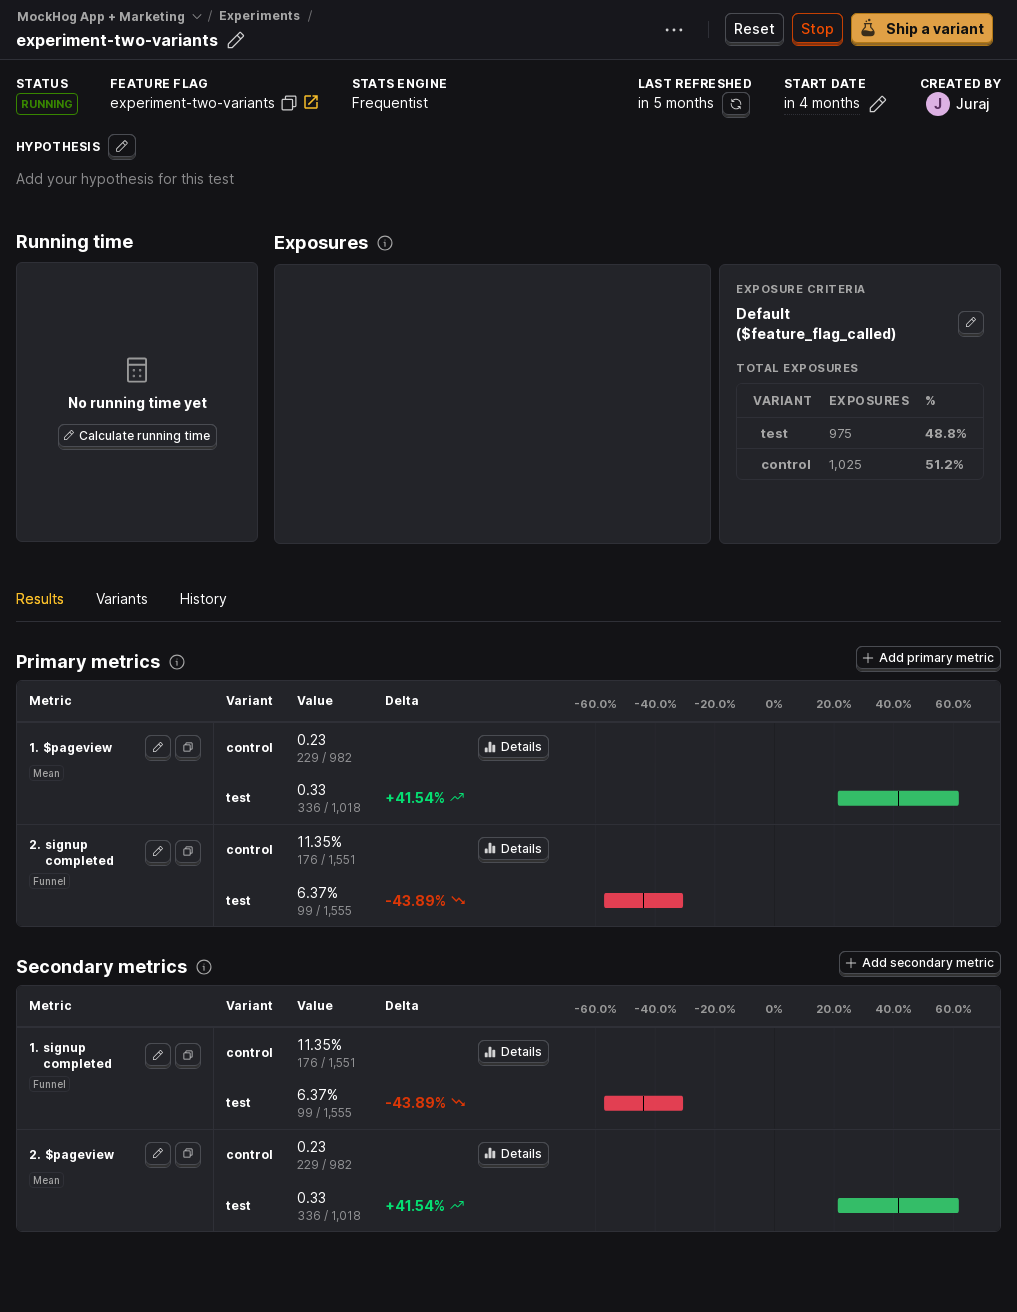 MockHog App + Marketing / Experiments /
experiment-two-variants
Reset
Stop
Ship a variant
STATUS
RUNNING
FEATURE FLAG
experiment-two-variants
STATS ENGINE
Frequentist
LAST REFRESHED
in 5 months
START DATE
in 4 months
CREATED BY
J Juraj
HYPOTHESIS
Add your hypothesis for this test
Running time
No running time yet
Calculate running time
Exposures
EXPOSURE CRITERIA
Default
($feature_flag_called)
TOTAL EXPOSURES
VARIANT EXPOSURES %
test 975 48.8%
control 1,025 51.2%
Results Variants History
Primary metrics
Add primary metric
Metric Variant Value Delta -60.0% -40.0% -20.0% 0% 20.0% 40.0% 60.0%
1. $pageview
Mean
control 0.23
229 / 982
Details
test 0.33
336 / 1,018
+41.54%
2. signup
completed
Funnel
control 11.35%
176 / 1,551
Details
test 6.37%
99 / 1,555
-43.89%
Secondary metrics
Add secondary metric
Metric Variant Value Delta -60.0% -40.0% -20.0% 0% 20.0% 40.0% 60.0%
1. signup
completed
Funnel
control 11.35%
176 / 1,551
Details
test 6.37%
99 / 1,555
-43.89%
2. $pageview
Mean
control 0.23
229 / 982
Details
test 0.33
336 / 1,018
+41.54%